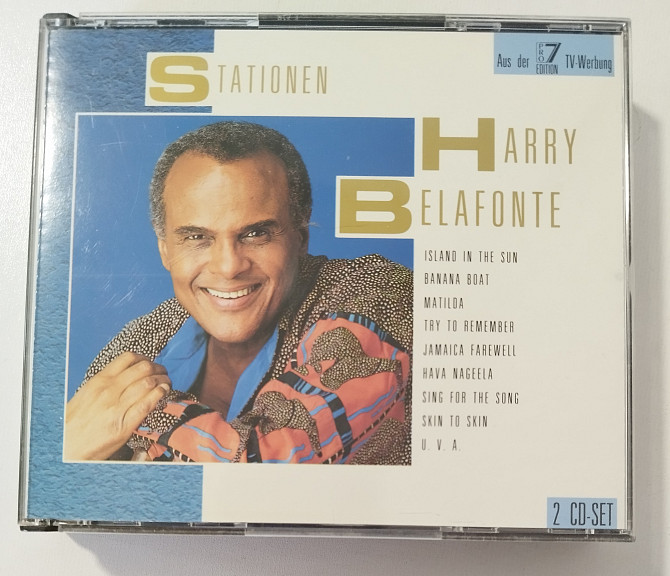 STATIONEN
Aus der PRO 7 EDITION TV-Werbung
HARRY
BELAFONTE
ISLAND IN THE SUN
BANANA BOAT
MATILDA
TRY TO REMEMBER
JAMAICA FAREWELL
HAVA NAGEELA
SING FOR THE SONG
SKIN TO SKIN
U. V. A.
2 CD-SET